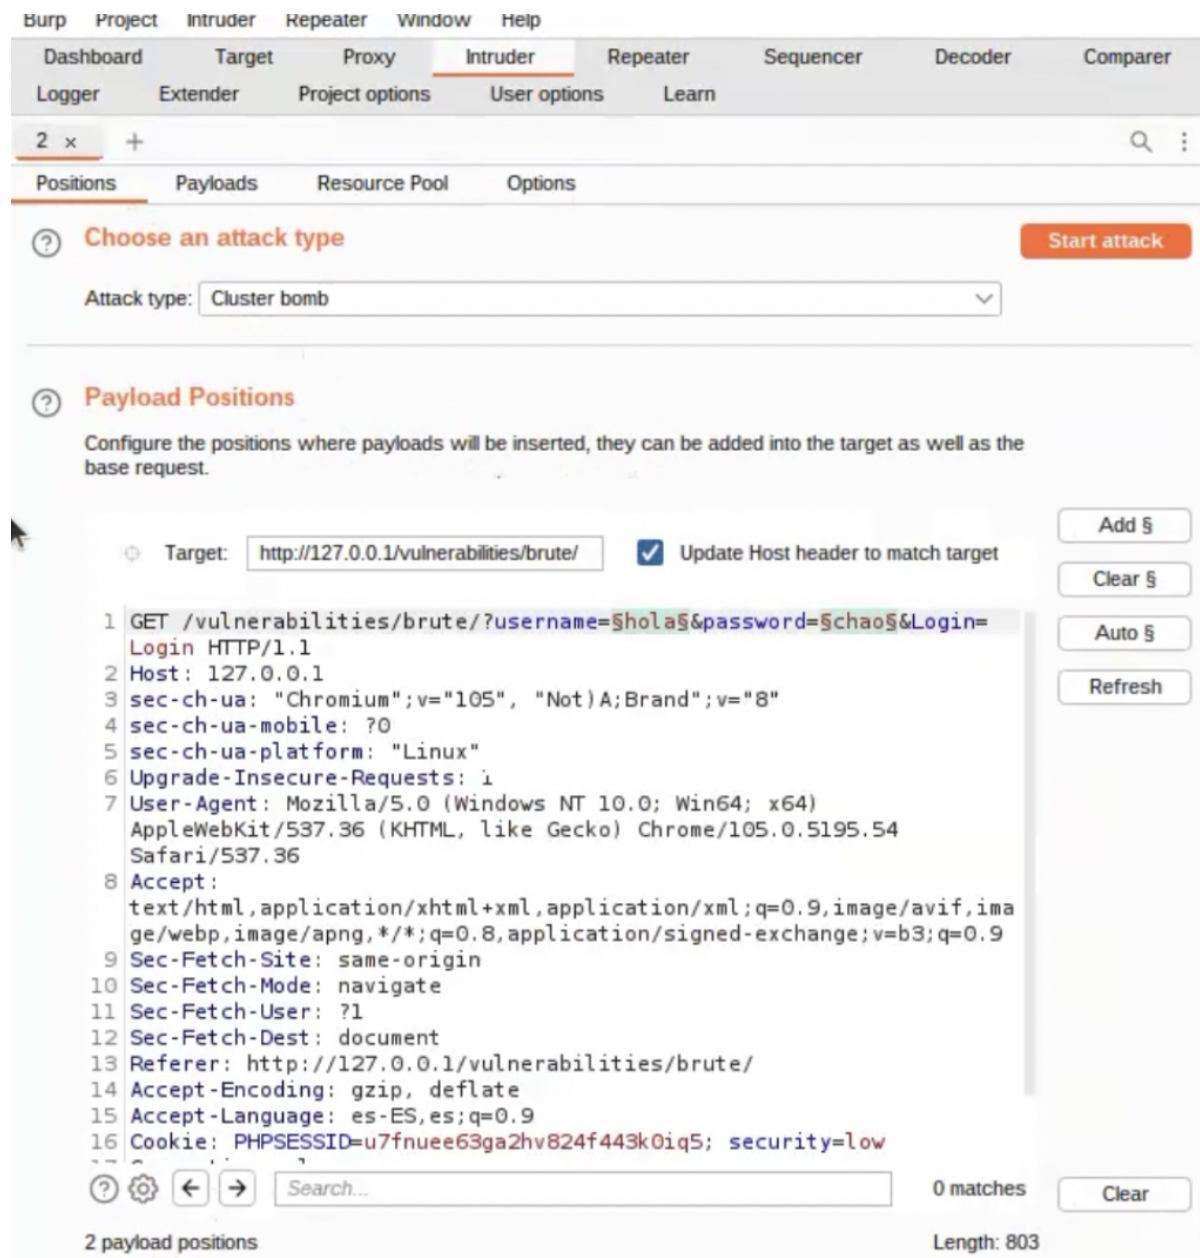 Burp Project Intruder Repeater Window Help
Dashboard Target Proxy Intruder Repeater Sequencer Decoder Comparer
Logger Extender Project options User options Learn
2 × +
Positions Payloads Resource Pool Options
Choose an attack type
Start attack
Attack type: Cluster bomb
Payload Positions
Configure the positions where payloads will be inserted, they can be added into the target as well as the
base request.
Add §
Target: http://127.0.0.1/vulnerabilities/brute/ Update Host header to match target
Clear §
Auto §
Refresh
1 GET /vulnerabilities/brute/?username=§hola§&password=§chao§&Login=
Login HTTP/1.1
2 Host: 127.0.0.1
3 sec-ch-ua: "Chromium";v="105", "Not)A;Brand";v="8"
4 sec-ch-ua-mobile: ?0
5 sec-ch-ua-platform: "Linux"
6 Upgrade-Insecure-Requests: 1
7 User-Agent: Mozilla/5.0 (Windows NT 10.0; Win64; x64)
AppleWebKit/537.36 (KHTML, like Gecko) Chrome/105.0.5195.54
Safari/537.36
8 Accept:
text/html,application/xhtml+xml,application/xml;q=0.9,image/avif,ima
ge/webp,image/apng,*/*;q=0.8,application/signed-exchange;v=b3;q=0.9
9 Sec-Fetch-Site: same-origin
10 Sec-Fetch-Mode: navigate
11 Sec-Fetch-User: ?1
12 Sec-Fetch-Dest: document
13 Referer: http://127.0.0.1/vulnerabilities/brute/
14 Accept-Encoding: gzip, deflate
15 Accept-Language: es-ES,es;q=0.9
16 Cookie: PHPSESSID=u7fnuee63ga2hv824f443k0iq5; security=low
Search... 0 matches Clear
2 payload positions Length: 803